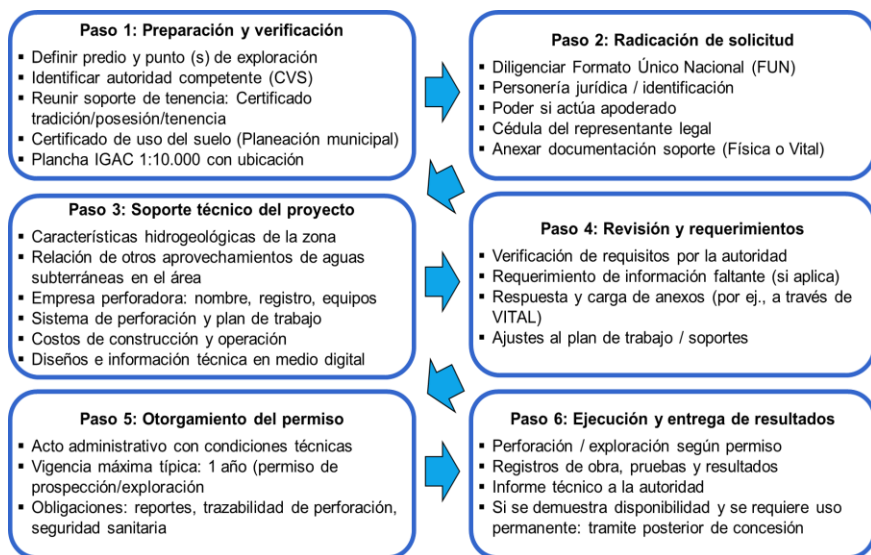 Paso 1: Preparación y verificación
▪ Definir predio y punto (s) de exploración
▪ Identificar autoridad competente (CVS)
▪ Reunir soporte de tenencia: Certificado
tradición/posesión/tenencia
▪ Certificado de uso del suelo (Planeación municipal)
▪ Plancha IGAC 1:10.000 con ubicación
Paso 2: Radicación de solicitud
▪ Diligenciar Formato Único Nacional (FUN)
▪ Personería jurídica / identificación
▪ Poder si actúa apoderado
▪ Cédula del representante legal
▪ Anexar documentación soporte (Física o Vital)
Paso 3: Soporte técnico del proyecto
▪ Características hidrogeológicas de la zona
▪ Relación de otros aprovechamientos de aguas
subterráneas en el área
▪ Empresa perforadora: nombre, registro, equipos
▪ Sistema de perforación y plan de trabajo
▪ Costos de construcción y operación
▪ Diseños e información técnica en medio digital
Paso 4: Revisión y requerimientos
▪ Verificación de requisitos por la autoridad
▪ Requerimiento de información faltante (si aplica)
▪ Respuesta y carga de anexos (por ej., a través de
VITAL)
▪ Ajustes al plan de trabajo / soportes
Paso 5: Otorgamiento del permiso
▪ Acto administrativo con condiciones técnicas
▪ Vigencia máxima típica: 1 año (permiso de
prospección/exploración
▪ Obligaciones: reportes, trazabilidad de perforación,
seguridad sanitaria
Paso 6: Ejecución y entrega de resultados
▪ Perforación / exploración según permiso
▪ Registros de obra, pruebas y resultados
▪ Informe técnico a la autoridad
▪ Si se demuestra disponibilidad y se requiere uso
permanente: tramite posterior de concesión